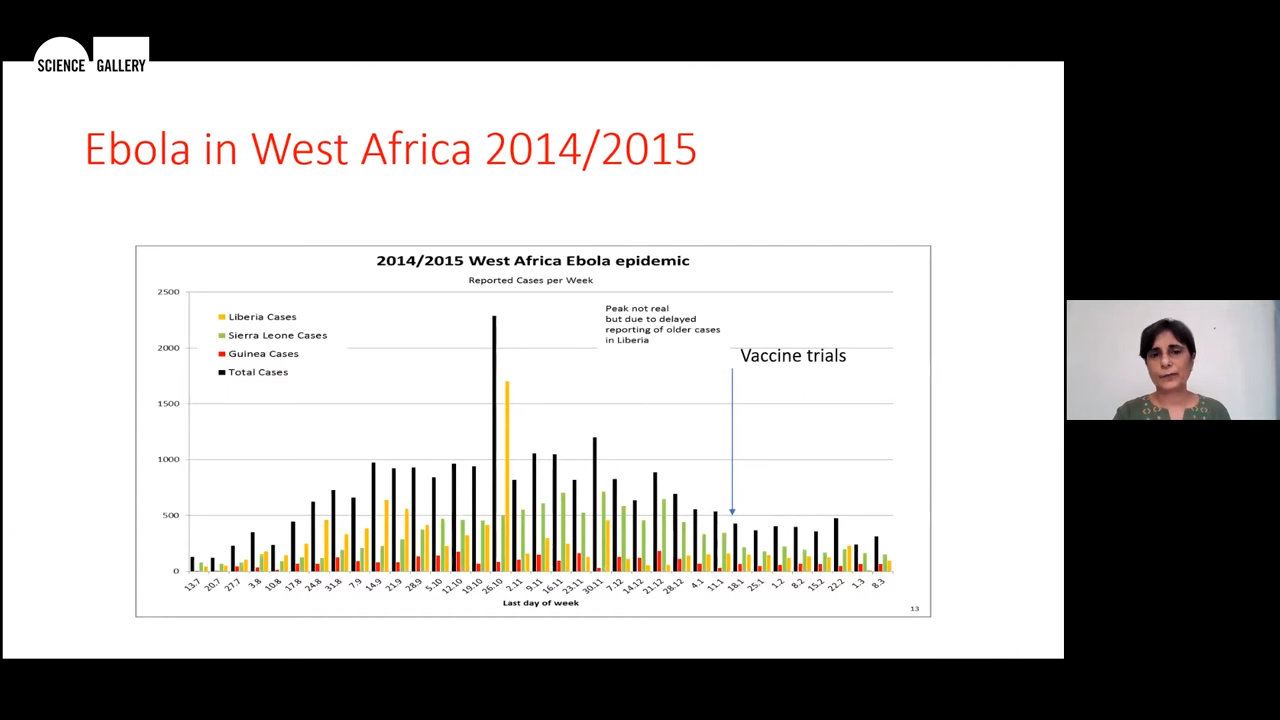 SCIENCE GALLERY
Ebola in West Africa 2014/2015
2014/2015 West Africa Ebola epidemic
Reported Cases per Week
2500
2000
1500
1000
500
0
Liberia Cases
Sierra Leone Cases
Guinea Cases
Total Cases
Peak not real
but due to delayed
reporting of older cases
in Liberia
Vaccine trials
13.7 20.7 27.7 3.8 10.8 17.8 24.8 31.8 7.9 14.9 21.9 28.9 5.10 12.10 19.10 26.10 2.11 9.11 16.11 23.11 30.11 7.12 14.12 21.12 28.12 4.1 11.1 18.1 25.1 1.2 8.2 15.2 22.2 1.3 8.3
Last day of week
13